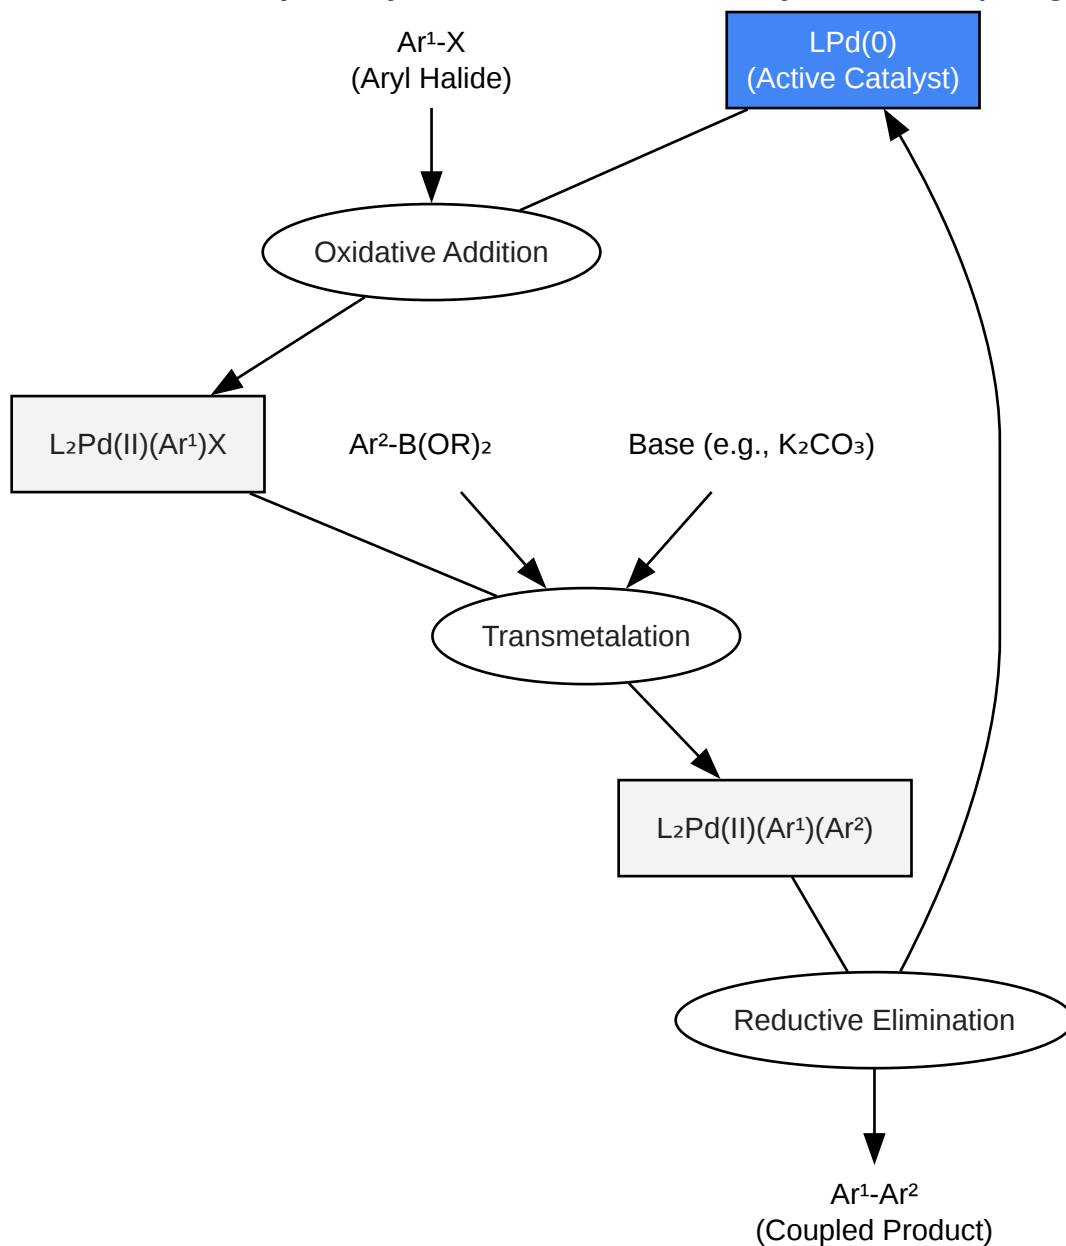 Ar¹-X
(Aryl Halide)
LPd(0)
(Active Catalyst)
Oxidative Addition
L₂Pd(II)(Ar¹)X
Ar²-B(OR)₂
Base (e.g., K₂CO₃)
Transmetalation
L₂Pd(II)(Ar¹)(Ar²)
Reductive Elimination
Ar¹-Ar²
(Coupled Product)